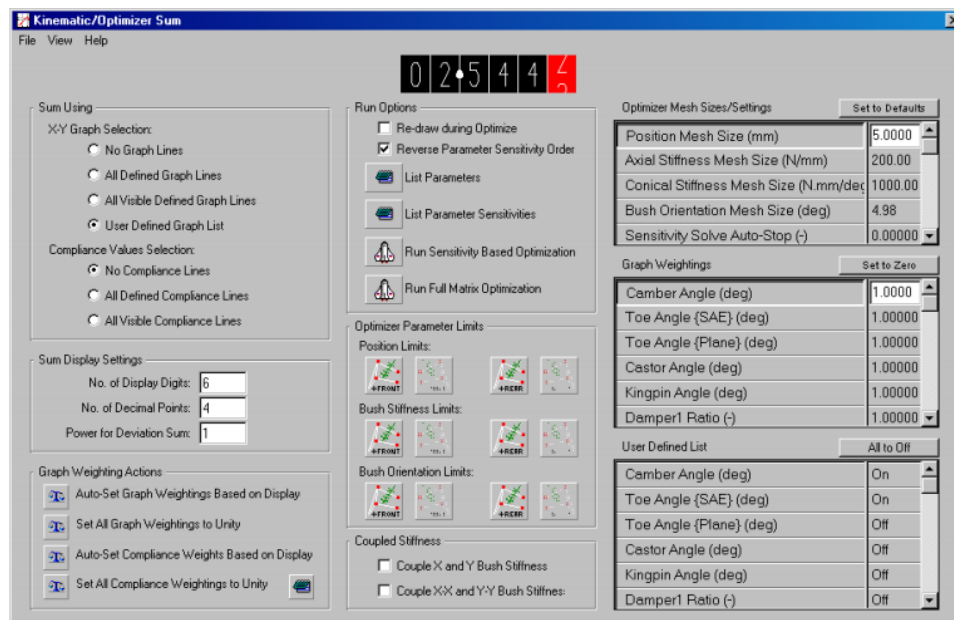 Kinematic/Optimizer Sum
File View Help
02.544
Sum Using
X-Y Graph Selection:
No Graph Lines
All Defined Graph Lines
All Visible Defined Graph Lines
User Defined Graph List
Compliance Values Selection:
No Compliance Lines
All Defined Compliance Lines
All Visible Compliance Lines
Sum Display Settings
No. of Display Digits: 6
No. of Decimal Points: 4
Power for Deviation Sum: 1
Graph Weighting Actions
Auto-Set Graph Weightings Based on Display
Set All Graph Weightings to Unity
Auto-Set Compliance Weights Based on Display
Set All Compliance Weightings to Unity
Run Options
Re-draw during Optimize
Reverse Parameter Sensitivity Order
List Parameters
List Parameter Sensitivities
Run Sensitivity Based Optimization
Run Full Matrix Optimization
Optimizer Parameter Limits
Position Limits:
+FRONT +REAR
Bush Stiffness Limits:
+FRONT +REAR
Bush Orientation Limits:
+FRONT +REAR
Coupled Stiffness
Couple X and Y Bush Stiffness
Couple X-X and Y-Y Bush Stiffnes
Optimizer Mesh Sizes/Settings Set to Defaults
Position Mesh Size (mm) 5.0000
Axial Stiffness Mesh Size (N/mm) 200.00
Conical Stiffness Mesh Size (N.mm/deg 1000.00
Bush Orientation Mesh Size (deg) 4.98
Sensitivity Solve Auto-Stop (-) 0.00000
Graph Weightings Set to Zero
Camber Angle (deg) 1.0000
Toe Angle {SAE} (deg) 1.00000
Toe Angle {Plane} (deg) 1.00000
Castor Angle (deg) 1.00000
Kingpin Angle (deg) 1.00000
Damper1 Ratio (-) 1.00000
User Defined List All to Off
Camber Angle (deg) On
Toe Angle {SAE} (deg) On
Toe Angle {Plane} (deg) Off
Castor Angle (deg) Off
Kingpin Angle (deg) Off
Damper1 Ratio (-) Off